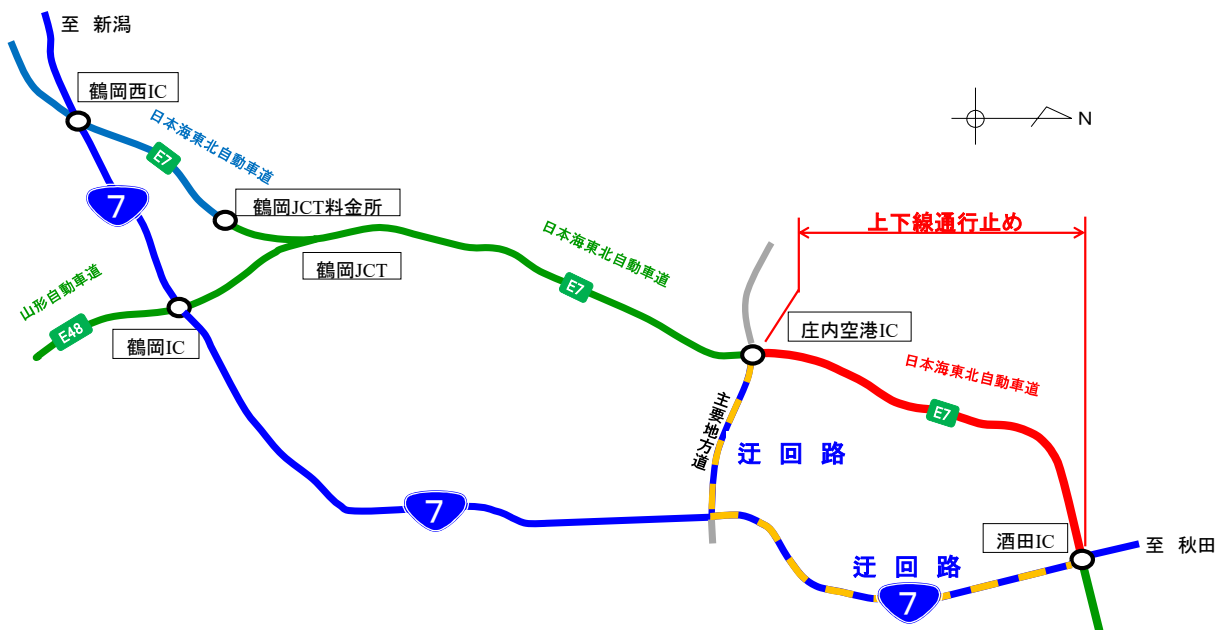 至 新潟
鶴岡西IC
日本海東北自動車道
E7
7
鶴岡JCT料金所
鶴岡JCT
山形自動車道
E48
鶴岡IC
日本海東北自動車道
E7
N
上下線通行止め
庄内空港IC
日本海東北自動車道
E7
主要地方道
迂回路
7
酒田IC
至 秋田
迂回路
7